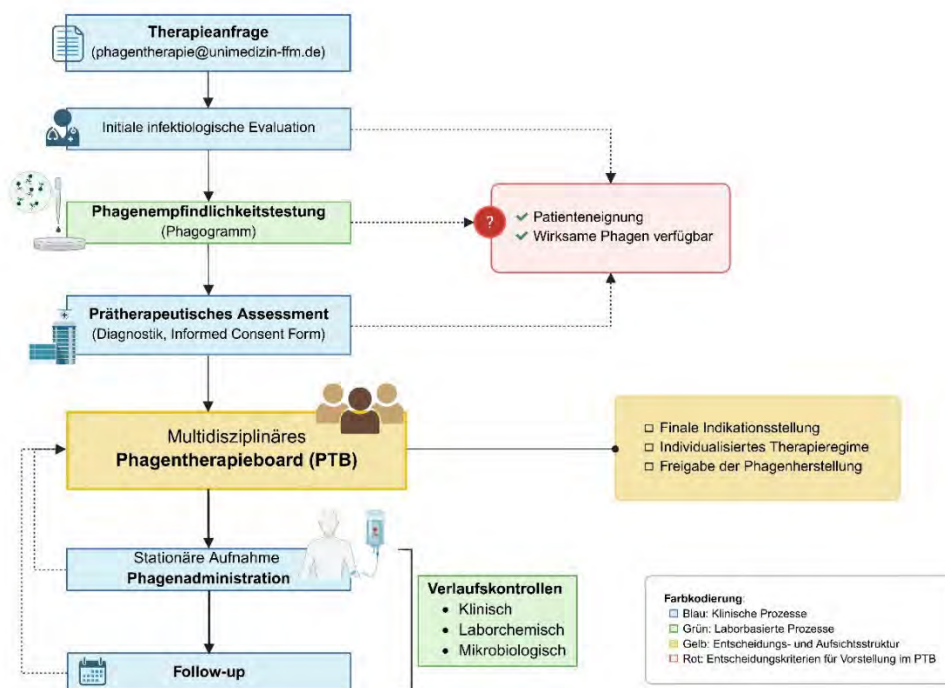 Therapieanfrage
(phagentherapie@unimedizin-ffm.de)
Initiale infektiologische Evaluation
Phagenempfindlichkeitstestung
(Phagogramm)
?
✓ Patienteneignung
✓ Wirksame Phagen verfügbar
Prätherapeutisches Assessment
(Diagnostik, Informed Consent Form)
Multidisziplinäres
Phagentherapieboard (PTB)
☐ Finale Indikationsstellung
☐ Individualisiertes Therapieregime
☐ Freigabe der Phagenherstellung
Stationäre Aufnahme
Phagenadministration
Verlaufskontrollen
• Klinisch
• Laborchemisch
• Mikrobiologisch
Follow-up
Farbkodierung:
Blau: Klinische Prozesse
Grün: Laborbasierte Prozesse
Gelb: Entscheidungs- und Aufsichtsstruktur
Rot: Entscheidungskriterien für Vorstellung im PTB